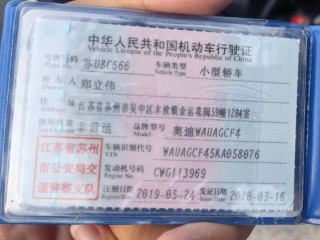 中华人民共和国机动车行驶证
Vehicle License of the People's Republic of China
号牌号码 苏U8C566 车辆类型 Vehicle Type 小型轿车
所有人 郑立伟
住址 江苏省苏州市吴中区木渎镇金运花园59幢1204室
使用性质 非营运 品牌型号 Model 奥迪WAUAGCF4
江苏省苏州市公安局交通警察支队
车辆识别代号 VIN WAUAGCF45KA058076
发动机号码 Engine No. CWG113969
注册日期 Register Date 2019-05-24 发证日期 Issue Date 2020-03-16